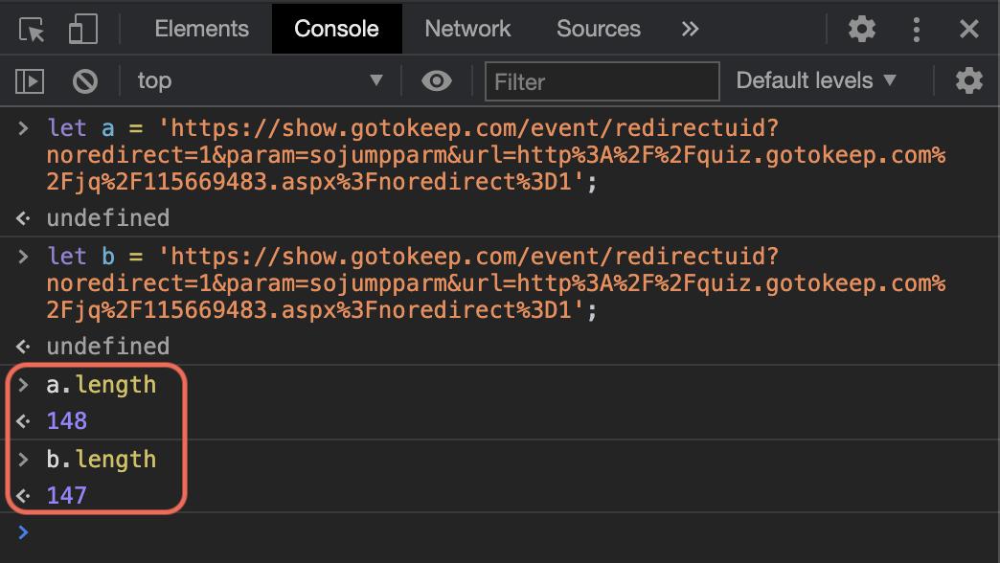 Elements Console Network Sources
top Filter Default levels
let a = 'https://show.gotokeep.com/event/redirectuid?
noredirect=1&param=sojumpparm&url=http%3A%2F%2Fquiz.gotokeep.com%
2Fjq%2F115669483.aspx%3Fnoredirect%3D1';
undefined
let b = 'https://show.gotokeep.com/event/redirectuid?
noredirect=1&param=sojumpparm&url=http%3A%2F%2Fquiz.gotokeep.com%
2Fjq%2F115669483.aspx%3Fnoredirect%3D1';
undefined
a.length
148
b.length
147